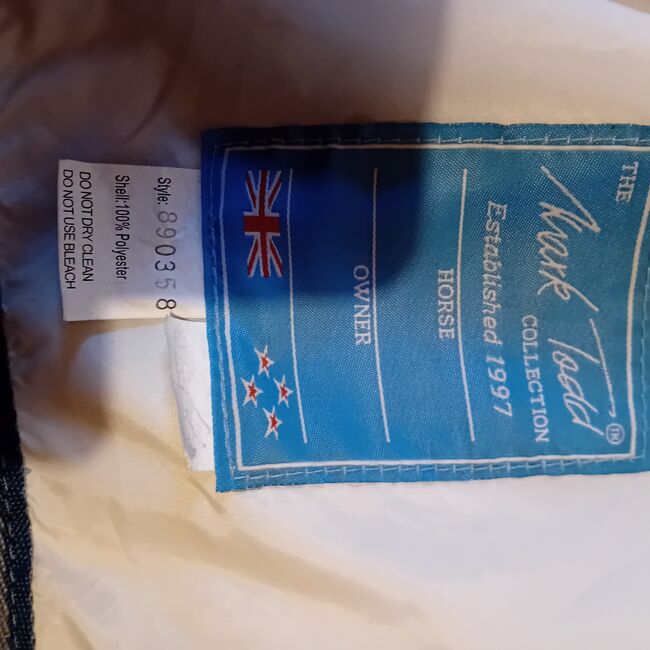 THE
Mark Todd™
COLLECTION
Established 1997
HORSE
OWNER
Style: 890358
Shell:100% Polyester
DO NOT DRY CLEAN
DO NOT USE BLEACH